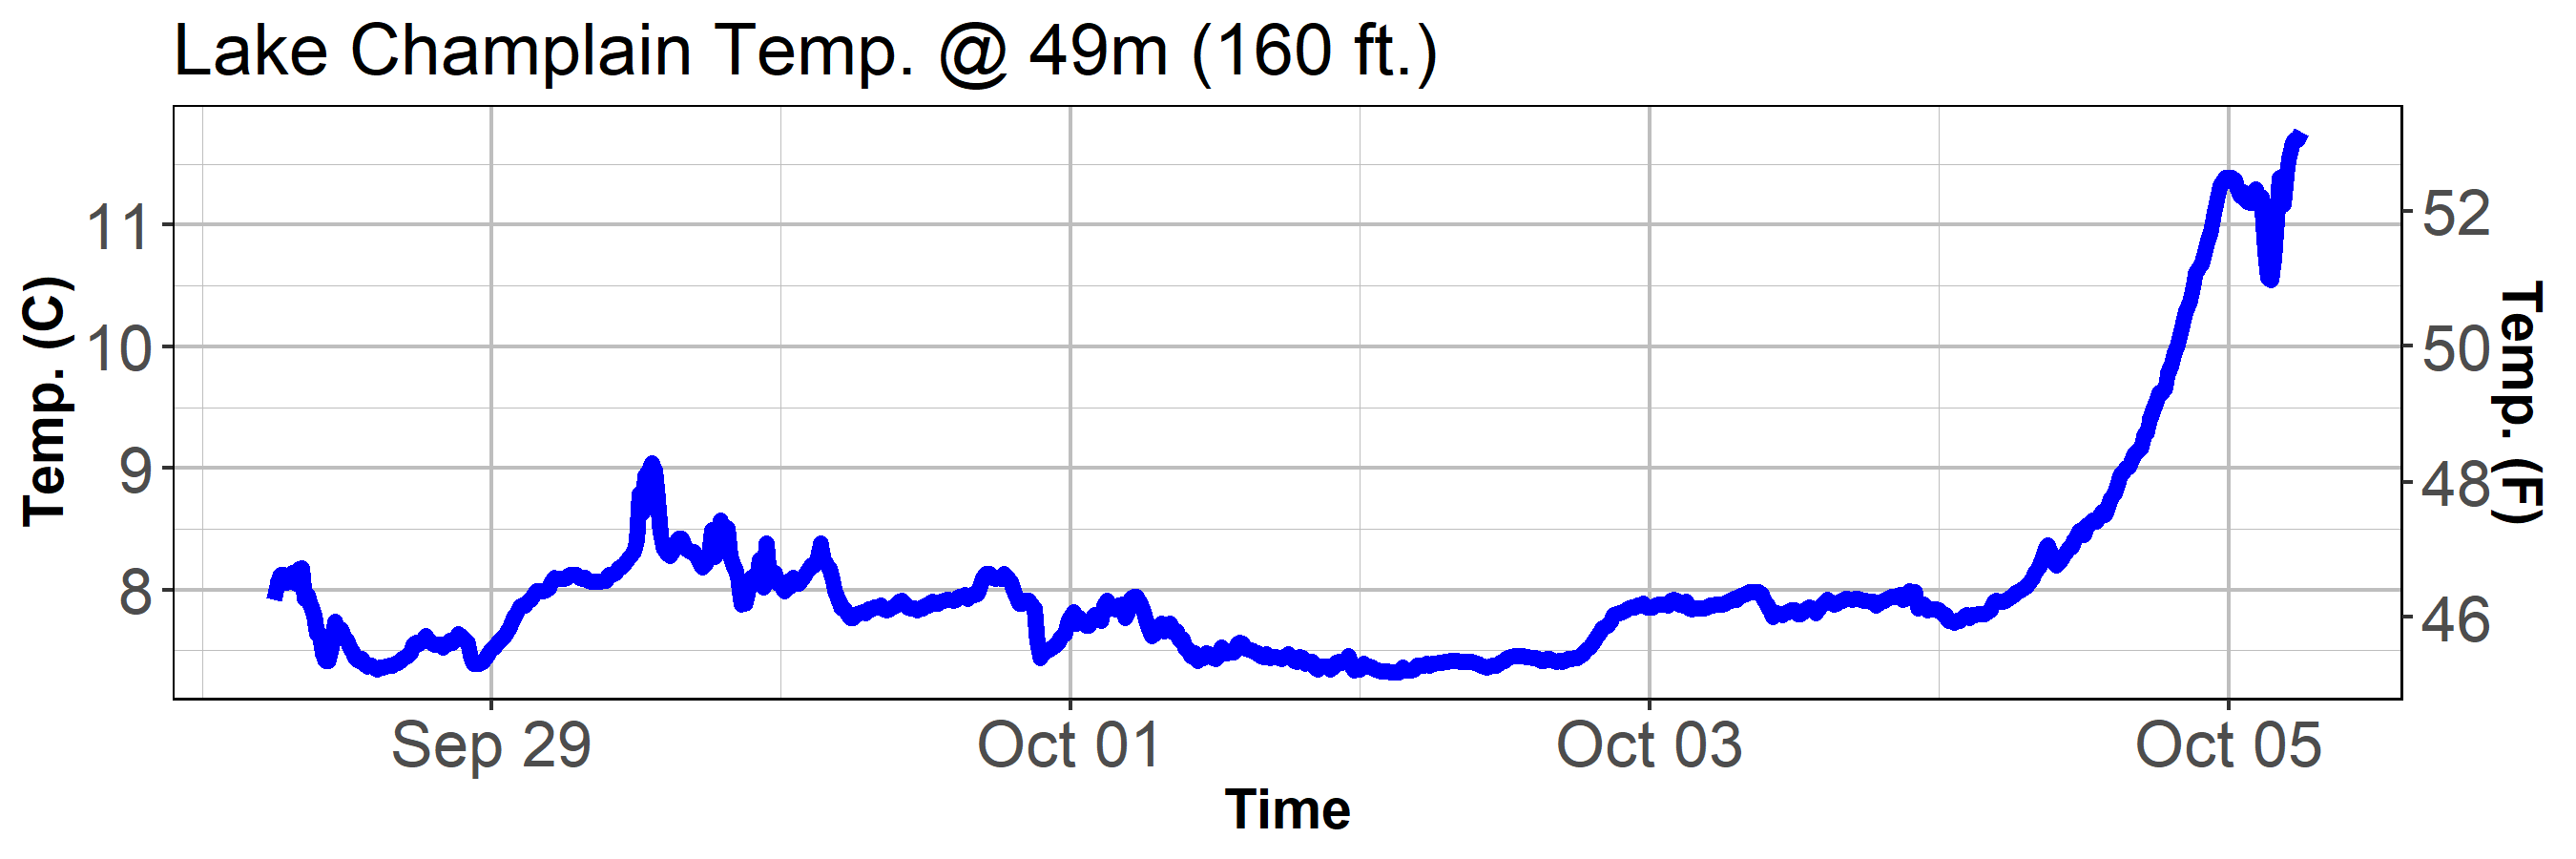 Lake Champlain Temp. @ 49m (160 ft.)
Temp. (C)
11
10
9
8
52
50
48
46
Temp. (F)
Sep 29
Oct 01
Oct 03
Oct 05
Time